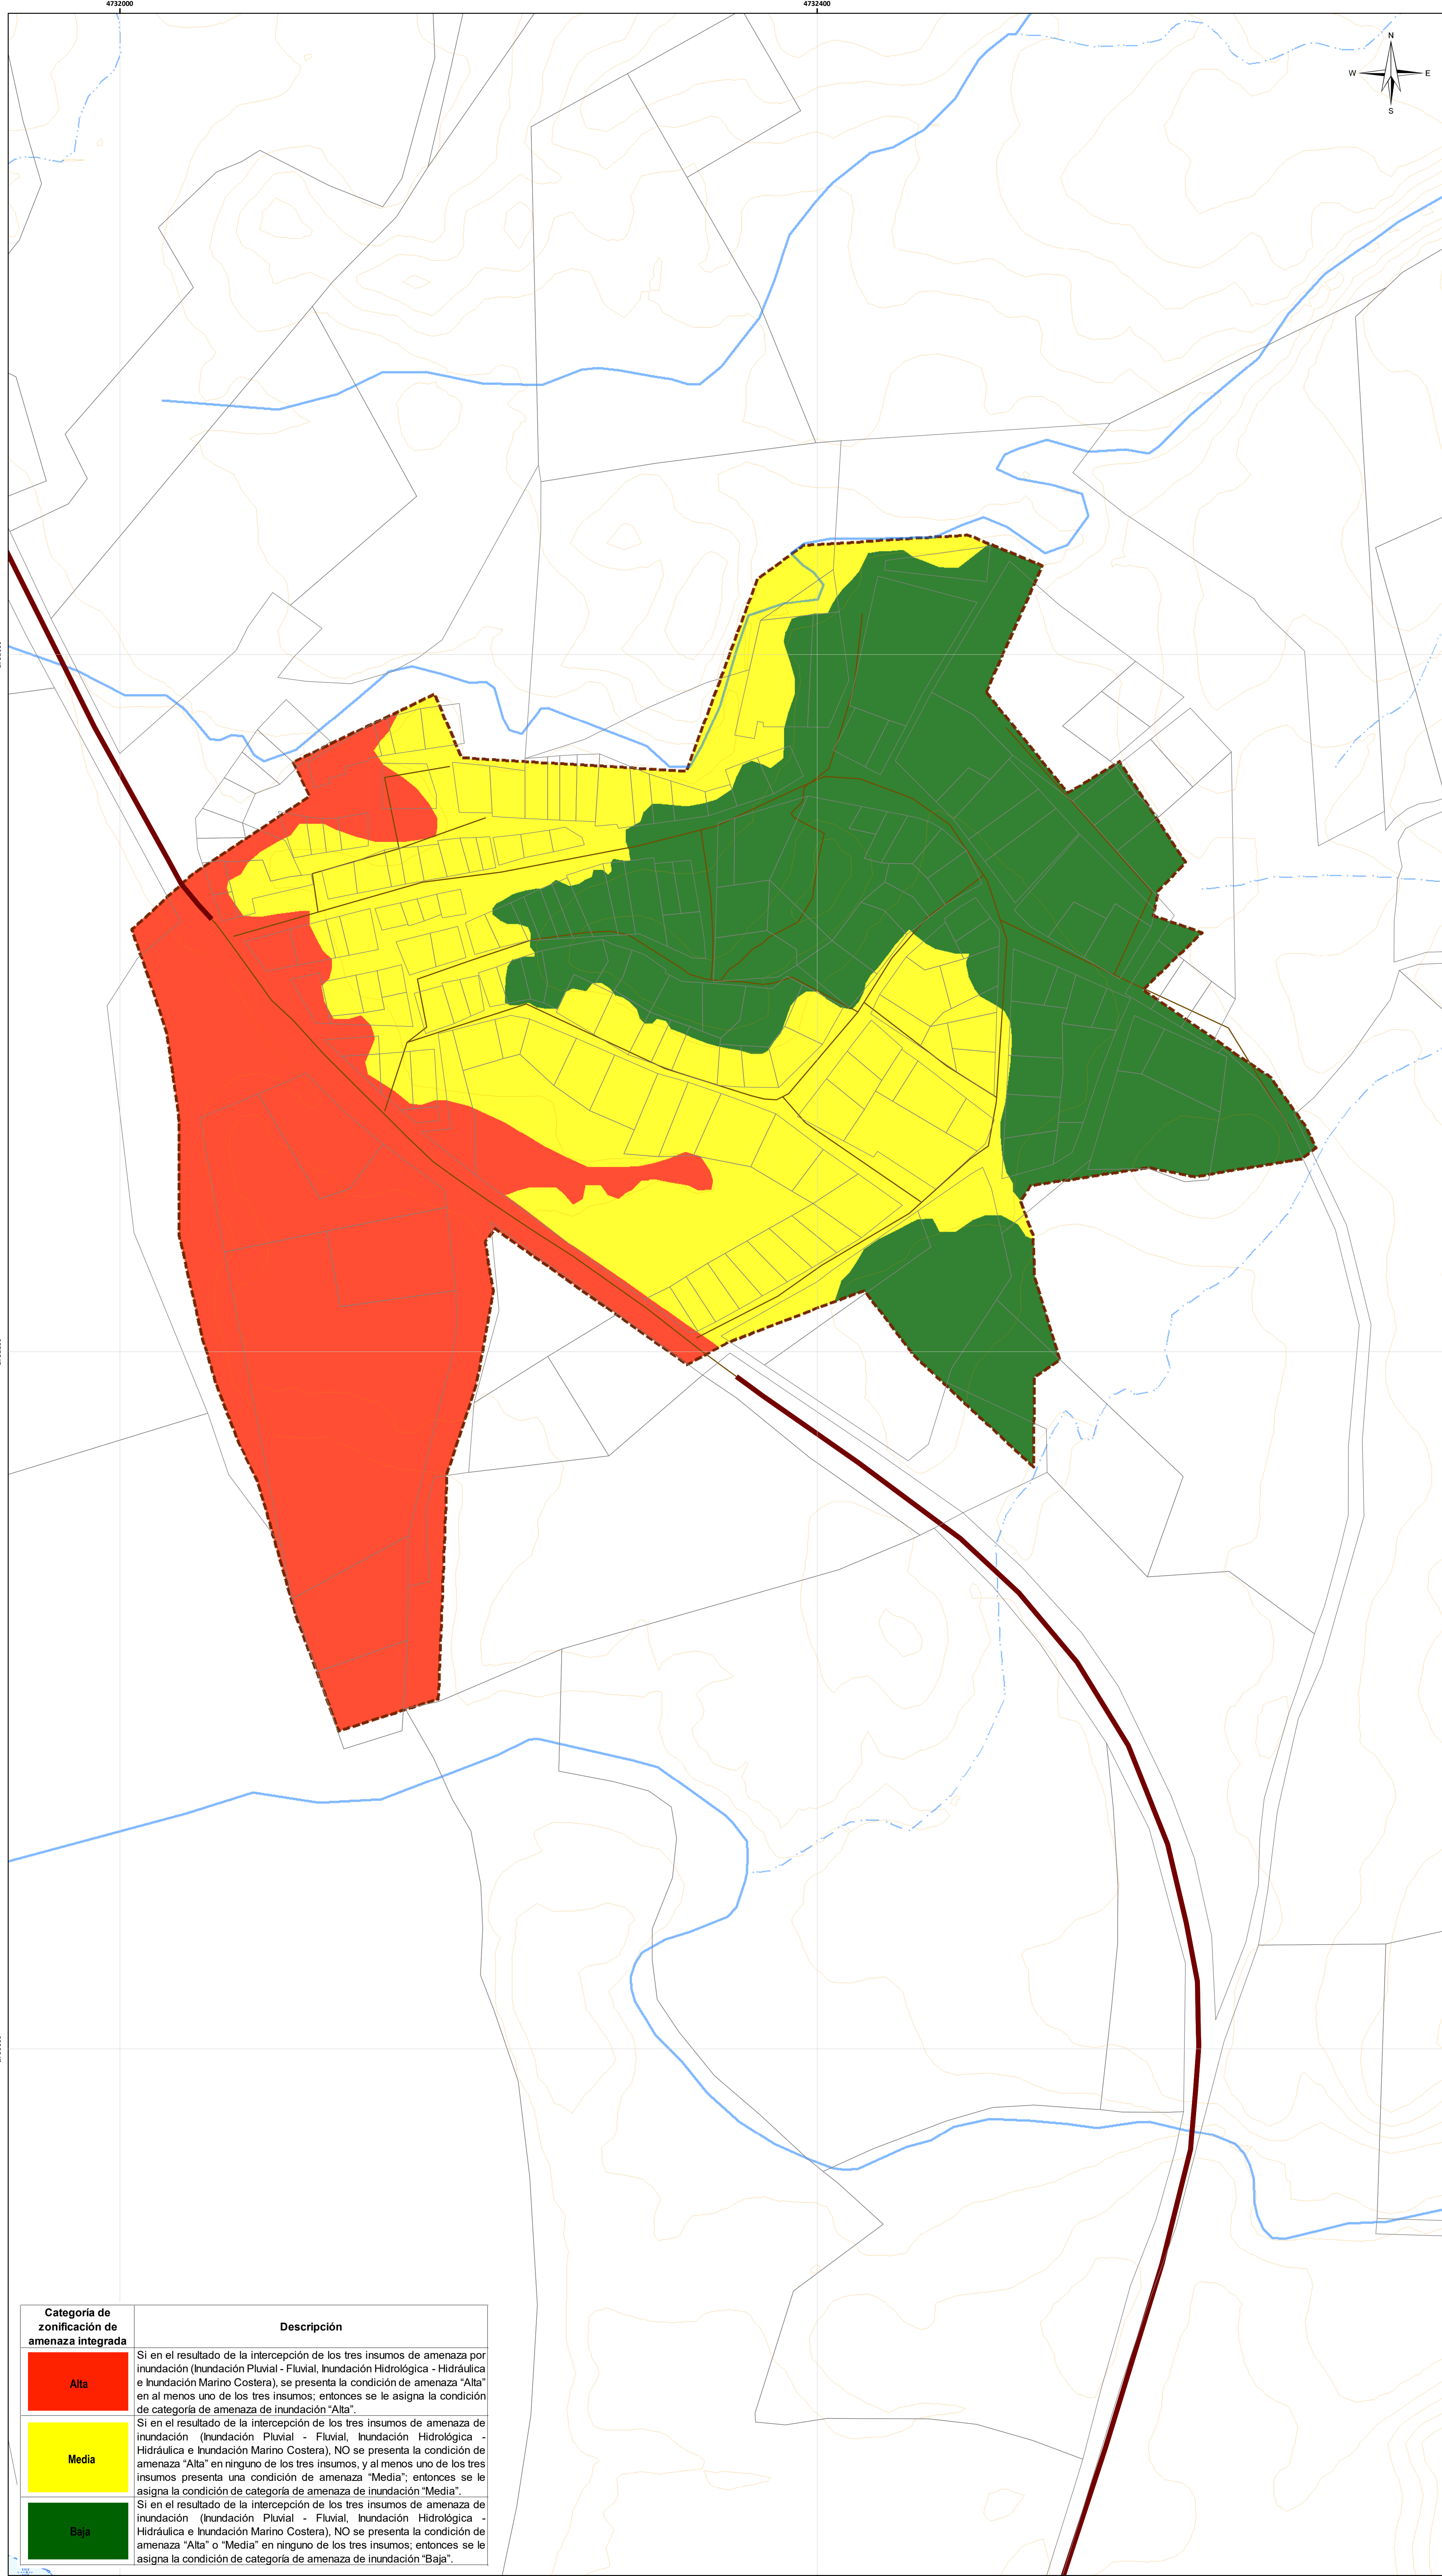 4732000
4732400
N
W
E
S
Categoría de
zonificación de
amenaza integrada
Descripción
Alta
Si en el resultado de la intercepción de los tres insumos de amenaza por
inundación (Inundación Pluvial - Fluvial, Inundación Hidrológica - Hidráulica
e Inundación Marino Costera), se presenta la condición de amenaza “Alta”
en al menos uno de los tres insumos; entonces se le asigna la condición
de categoría de amenaza de inundación “Alta”.
Media
Si en el resultado de la intercepción de los tres insumos de amenaza de
inundación (Inundación Pluvial - Fluvial, Inundación Hidrológica -
Hidráulica e Inundación Marino Costera), NO se presenta la condición de
amenaza “Alta” en ninguno de los tres insumos, y al menos uno de los tres
insumos presenta una condición de amenaza “Media”; entonces se le
asigna la condición de categoría de amenaza de inundación “Media”.
Baja
Si en el resultado de la intercepción de los tres insumos de amenaza de
inundación (Inundación Pluvial - Fluvial, Inundación Hidrológica -
Hidráulica e Inundación Marino Costera), NO se presenta la condición de
amenaza “Alta” o “Media” en ninguno de los tres insumos; entonces se le
asigna la condición de categoría de amenaza de inundación “Baja”.